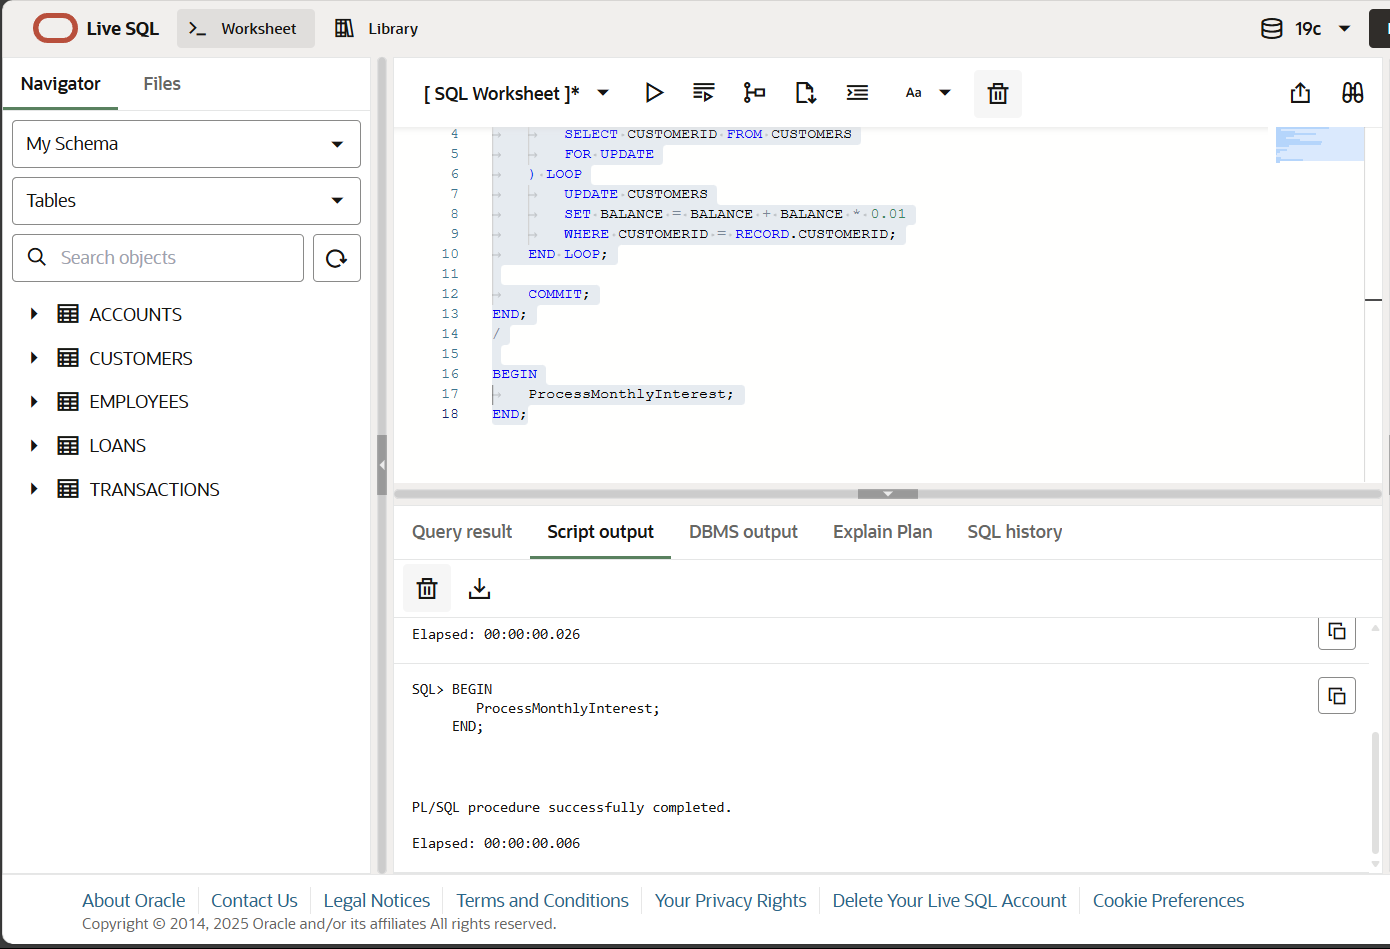 Live SQL
Worksheet
Library
19c
Navigator
Files
[ SQL Worksheet ]*
Aa
My Schema
Tables
Search objects
ACCOUNTS
CUSTOMERS
EMPLOYEES
LOANS
TRANSACTIONS
4 SELECT CUSTOMERID FROM CUSTOMERS
5 FOR UPDATE
6 ) LOOP
7 UPDATE CUSTOMERS
8 SET BALANCE = BALANCE + BALANCE * 0.01
9 WHERE CUSTOMERID = RECORD.CUSTOMERID;
10 END LOOP;
11
12 COMMIT;
13 END;
14 /
15
16 BEGIN
17 ProcessMonthlyInterest;
18 END;
Query result
Script output
DBMS output
Explain Plan
SQL history
Elapsed: 00:00:00.026
SQL> BEGIN
ProcessMonthlyInterest;
END;
PL/SQL procedure successfully completed.
Elapsed: 00:00:00.006
About Oracle
Contact Us
Legal Notices
Terms and Conditions
Your Privacy Rights
Delete Your Live SQL Account
Cookie Preferences
Copyright © 2014, 2025 Oracle and/or its affiliates All rights reserved.